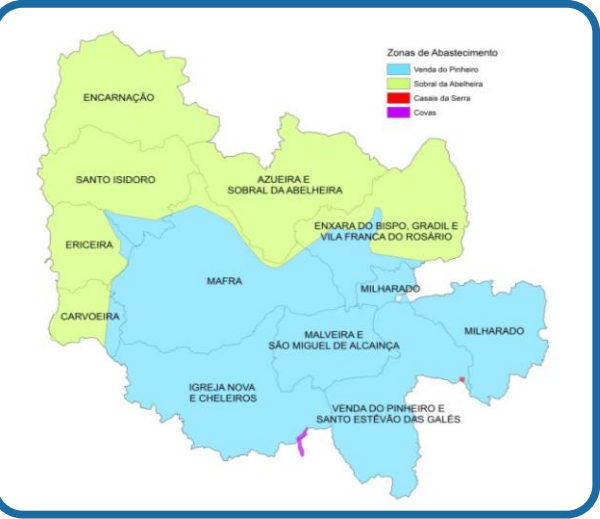 Zonas de Abastecimento
Venda do Pinheiro
Sobral da Abelheira
Casais da Serra
Covas
ENCARNAÇÃO
SANTO ISIDORO
AZUEIRA E
SOBRAL DA ABELHEIRA
ENXARA DO BISPO, GRADIL E
VILA FRANCA DO ROSÁRIO
ERICEIRA
MAFRA
MILHARADO
CARVOEIRA
MALVEIRA E
SÃO MIGUEL DE ALCAINÇA
MILHARADO
IGREJA NOVA
E CHELEIROS
VENDA DO PINHEIRO E
SANTO ESTÊVÃO DAS GALÉS